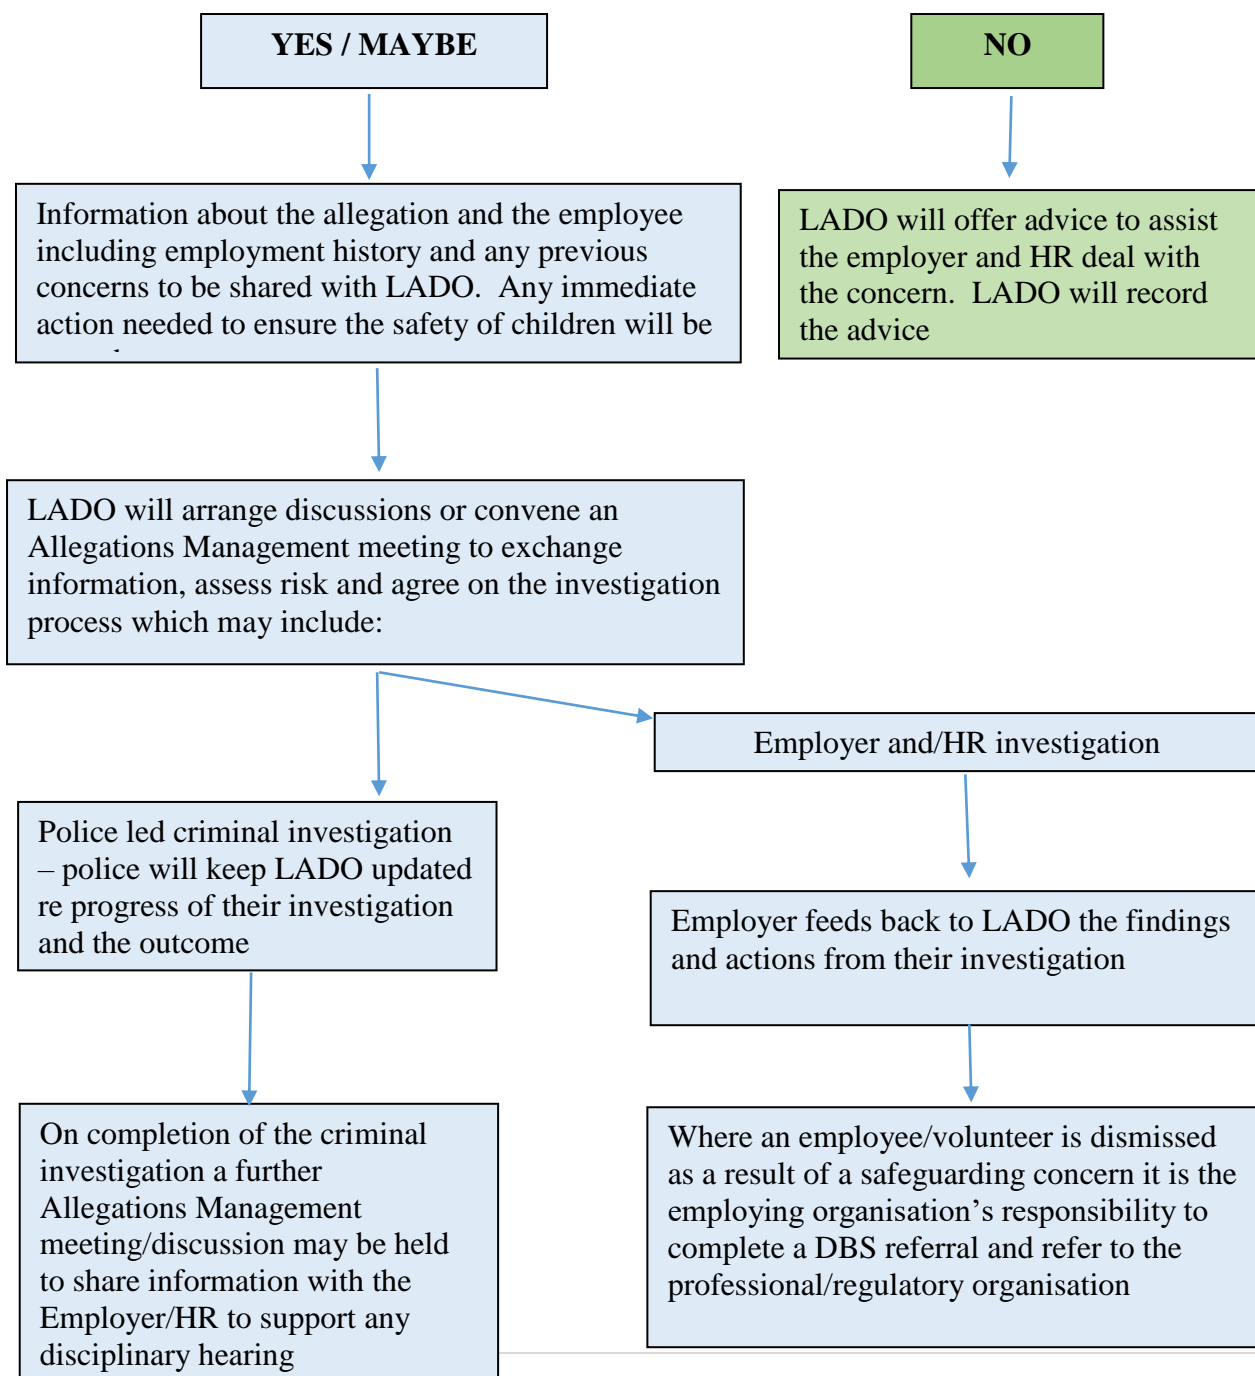 YES / MAYBE
NO
Information about the allegation and the employee
including employment history and any previous
concerns to be shared with LADO.  Any immediate
action needed to ensure the safety of children will be
LADO will offer advice to assist
the employer and HR deal with
the concern.  LADO will record
the advice
LADO will arrange discussions or convene an
Allegations Management meeting to exchange
information, assess risk and agree on the investigation
process which may include:
Employer and/HR investigation
Police led criminal investigation
– police will keep LADO updated
re progress of their investigation
and the outcome
Employer feeds back to LADO the findings
and actions from their investigation
On completion of the criminal
investigation a further
Allegations Management
meeting/discussion may be held
to share information with the
Employer/HR to support any
disciplinary hearing
Where an employee/volunteer is dismissed
as a result of a safeguarding concern it is the
employing organisation’s responsibility to
complete a DBS referral and refer to the
professional/regulatory organisation